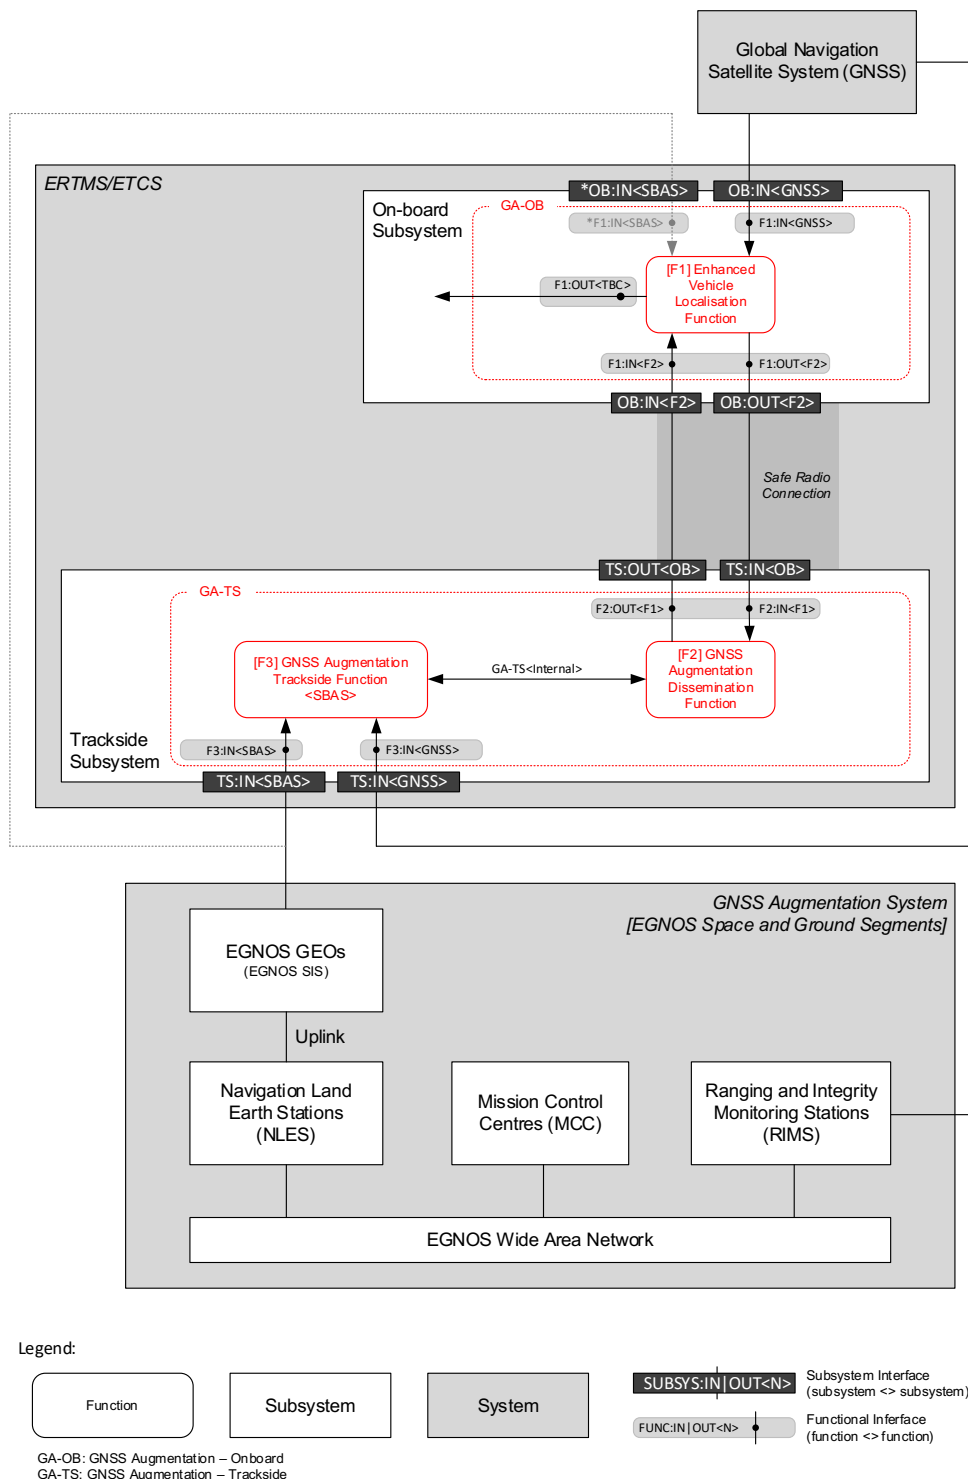 Global Navigation
Satellite System (GNSS)
ERTMS/ETCS
*OB:IN<SBAS>
OB:IN<GNSS>
On-board
Subsystem
GA-OB
*F1:IN<SBAS>
F1:IN<GNSS>
[F1] Enhanced
Vehicle
Localisation
Function
F1:OUT<TBC>
F1:IN<F2>
F1:OUT<F2>
OB:IN<F2>
OB:OUT<F2>
Safe Radio
Connection
TS:OUT<OB>
TS:IN<OB>
GA-TS
F2:OUT<F1>
F2:IN<F1>
[F3] GNSS Augmentation
Trackside Function
<SBAS>
GA-TS<Internal>
[F2] GNSS
Augmentation
Dissemination
Function
Trackside
Subsystem
F3:IN<SBAS>
F3:IN<GNSS>
TS:IN<SBAS>
TS:IN<GNSS>
GNSS Augmentation System
[EGNOS Space and Ground Segments]
EGNOS GEOs
(EGNOS SIS)
Uplink
Navigation Land
Earth Stations
(NLES)
Mission Control
Centres (MCC)
Ranging and Integrity
Monitoring Stations
(RIMS)
EGNOS Wide Area Network
Legend:
Function
Subsystem
System
SUBSYS:IN|OUT<N>
Subsystem Interface
(subsystem <> subsystem)
FUNC:IN|OUT<N>
Functional Inferface
(function <> function)
GA-OB: GNSS Augmentation – Onboard
GA-TS: GNSS Augmentation – Trackside